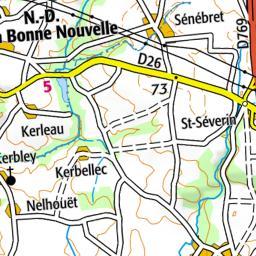 N.-D.
Bonne Nouvelle
Sénébret
D26
D769
5
73
St-Séverin
Kerleau
Kerbley
Kerbellec
Nelhouët